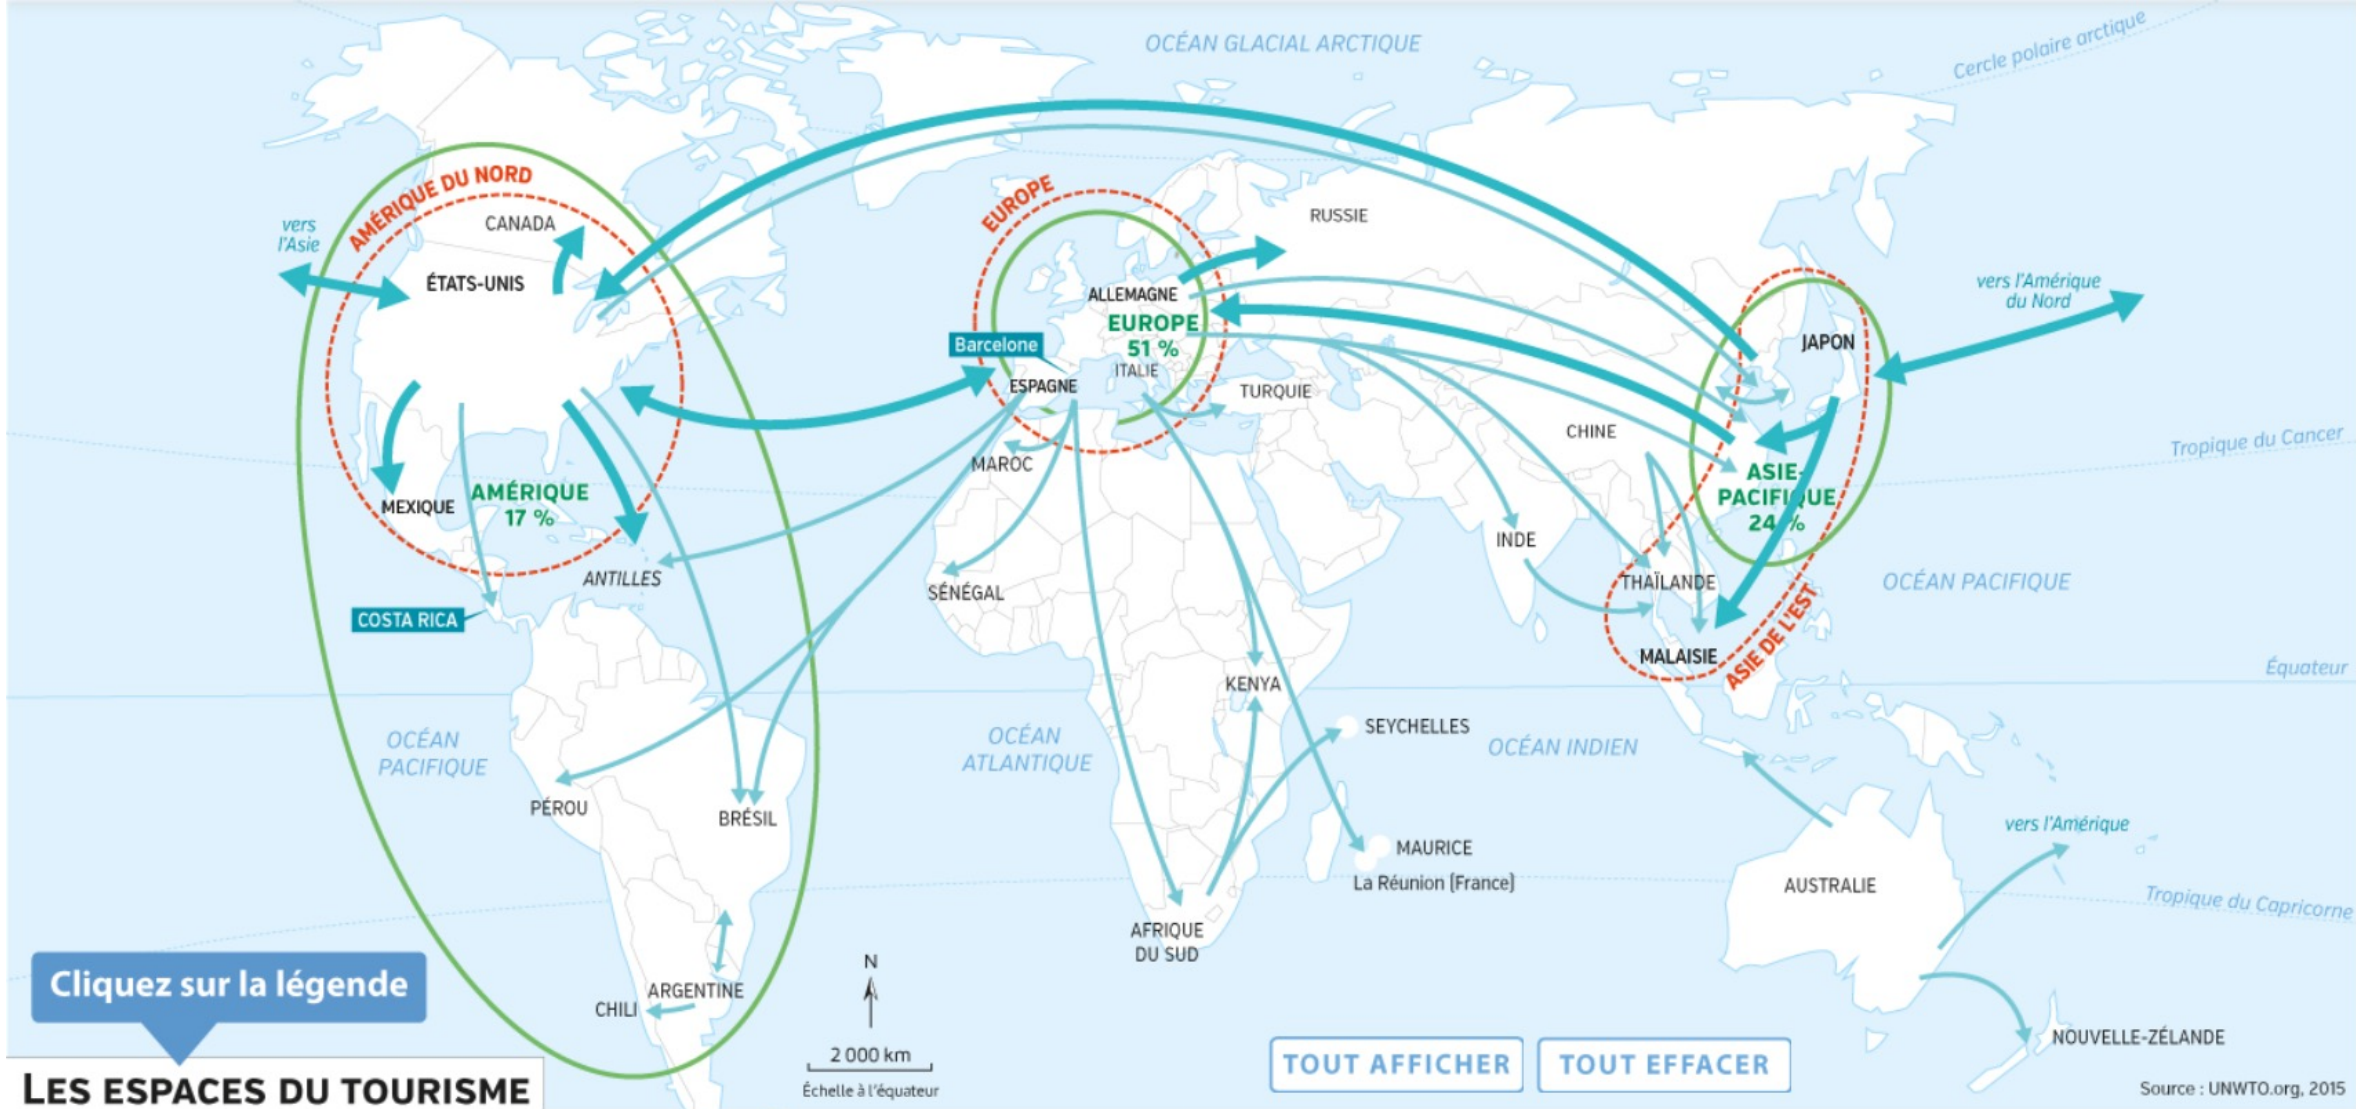 OCÉAN GLACIAL ARCTIQUE
Cercle polaire arctique
AMÉRIQUE DU NORD
EUROPE
CANADA
RUSSIE
vers
l'Asie
ÉTATS-UNIS
ALLEMAGNE
vers l'Amérique
du Nord
EUROPE
51 %
Barcelone
JAPON
ITALIE
ESPAGNE
TURQUIE
CHINE
Tropique du Cancer
MAROC
ASIE-
PACIFIQUE
24 %
AMÉRIQUE
17 %
MEXIQUE
INDE
ANTILLES
SÉNÉGAL
THAÏLANDE
OCÉAN PACIFIQUE
COSTA RICA
ASIE DE L'EST
MALAISIE
Équateur
KENYA
OCÉAN
PACIFIQUE
OCÉAN
ATLANTIQUE
SEYCHELLES
OCÉAN INDIEN
PÉROU
BRÉSIL
vers l'Amérique
MAURICE
La Réunion (France)
AUSTRALIE
Tropique du Capricorne
AFRIQUE
DU SUD
N
Cliquez sur la légende
ARGENTINE
CHILI
NOUVELLE-ZÉLANDE
2 000 km
Échelle à l'équateur
TOUT AFFICHER
TOUT EFFACER
LES ESPACES DU TOURISME
Source : UNWTO.org, 2015